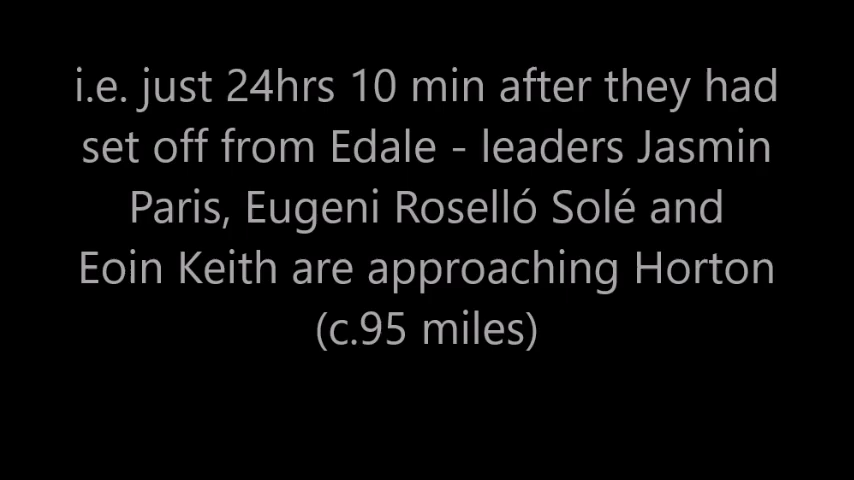 i.e. just 24hrs 10 min after they had
set off from Edale - leaders Jasmin
Paris, Eugeni Roselló Solé and
Eoin Keith are approaching Horton
(c.95 miles)